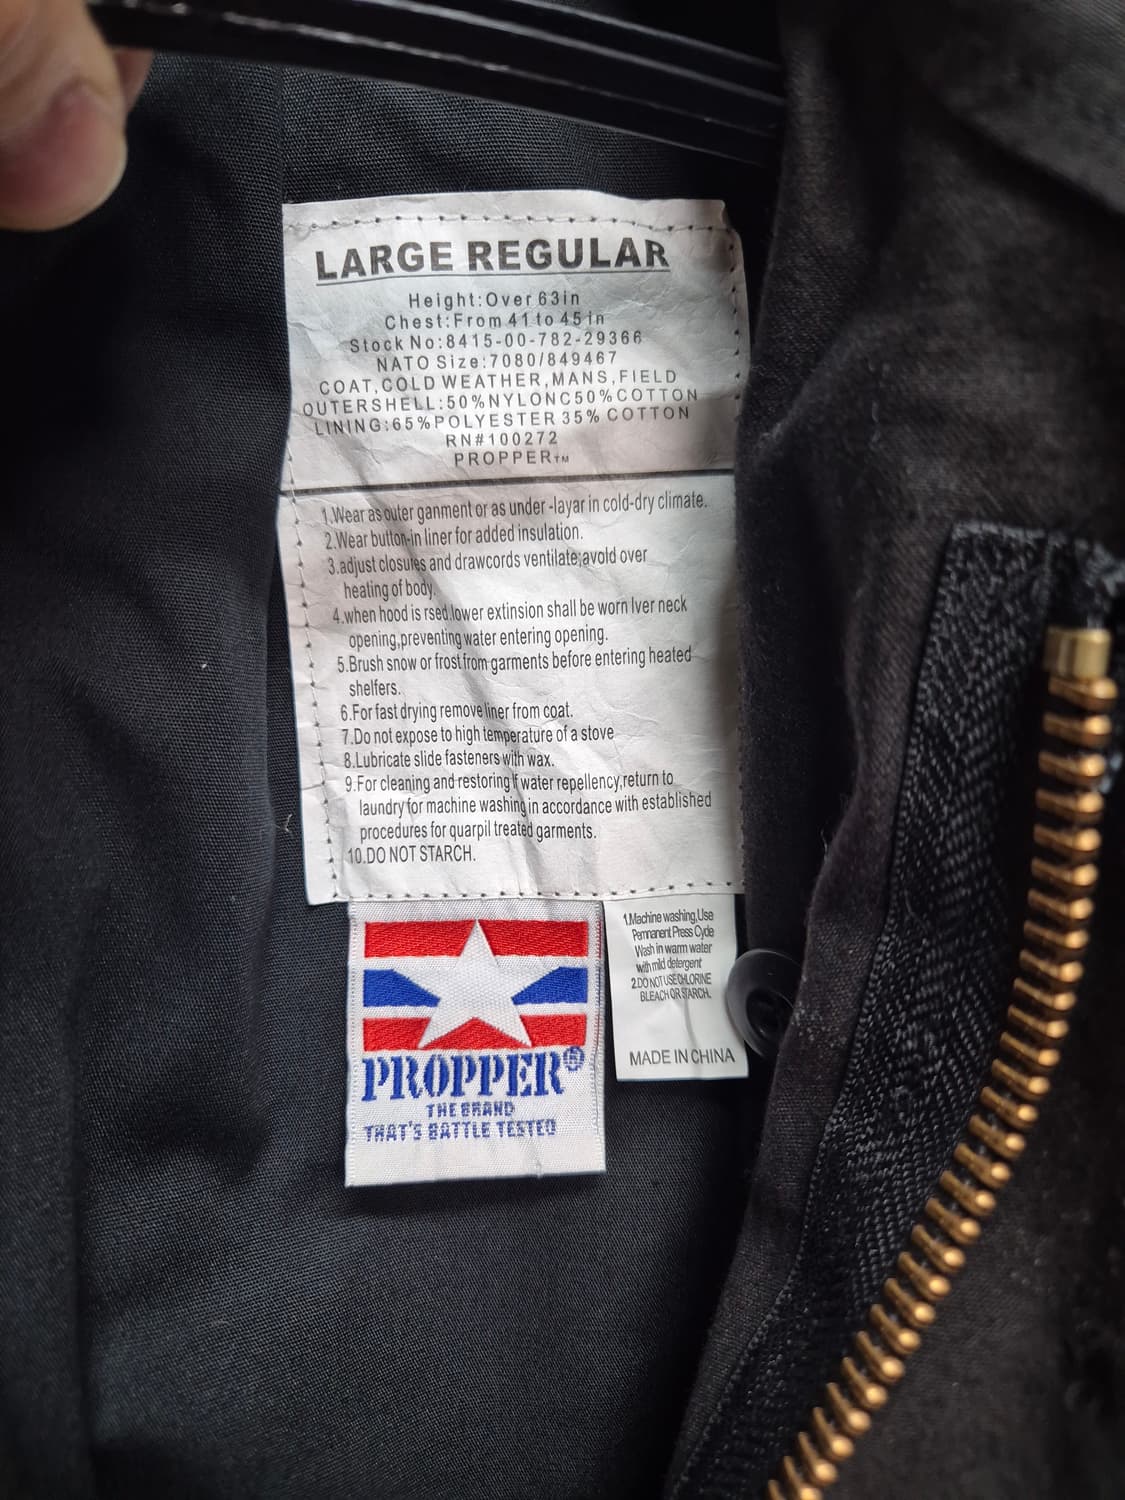 LARGE REGULAR
Height:Over 63in
Chest:From 41 to 45 in
Stock No:8415-00-782-29366
NATO Size:7080/849467
COAT,COLD WEATHER,MANS,FIELD
OUTERSHELL:50%NYLONC50%COTTON
LINING:65%POLYESTER 35% COTTON
RN#100272
PROPPER™
1.Wear as outer ganment or as under -layar in cold-dry climate.
2.Wear button-in liner for added insulation.
3.adjust closures and drawcords ventilate;avold over
heating of body.
4.when hood is rsed.lower extinsion shall be worn lver neck
opening,preventing water entering opening.
5.Brush snow or frost from garments before entering heated
shelfers.
6.For fast drying remove liner from coat.
7.Do not expose to high temperature of a stove
8.Lubricate slide fasteners with wax.
9.For cleaning and restoring lf water repellency,return to
laundry for machine washing in accordance with established
procedures for quarpil treated garments.
10.DO NOT STARCH.
PROPPER®
THE BRAND
THAT'S BATTLE TESTED
1.Machine washing,Use
Permanent Press Cycle
Wash in warm water
with mild detergent
2.DO NOT USE CHLORINE
BLEACH OR STARCH.
MADE IN CHINA